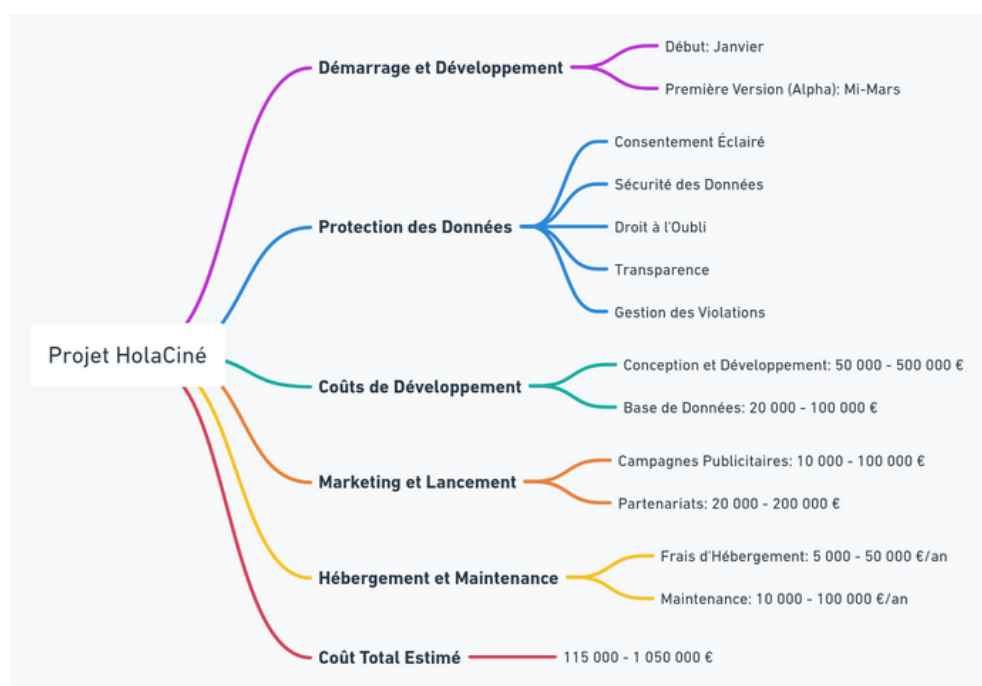 Projet HolaCiné
Démarrage et Développement
Début: Janvier
Première Version (Alpha): Mi-Mars
Protection des Données
Consentement Éclairé
Sécurité des Données
Droit à l'Oubli
Transparence
Gestion des Violations
Coûts de Développement
Conception et Développement: 50 000 - 500 000 €
Base de Données: 20 000 - 100 000 €
Marketing et Lancement
Campagnes Publicitaires: 10 000 - 100 000 €
Partenariats: 20 000 - 200 000 €
Hébergement et Maintenance
Frais d'Hébergement: 5 000 - 50 000 €/an
Maintenance: 10 000 - 100 000 €/an
Coût Total Estimé
115 000 - 1 050 000 €